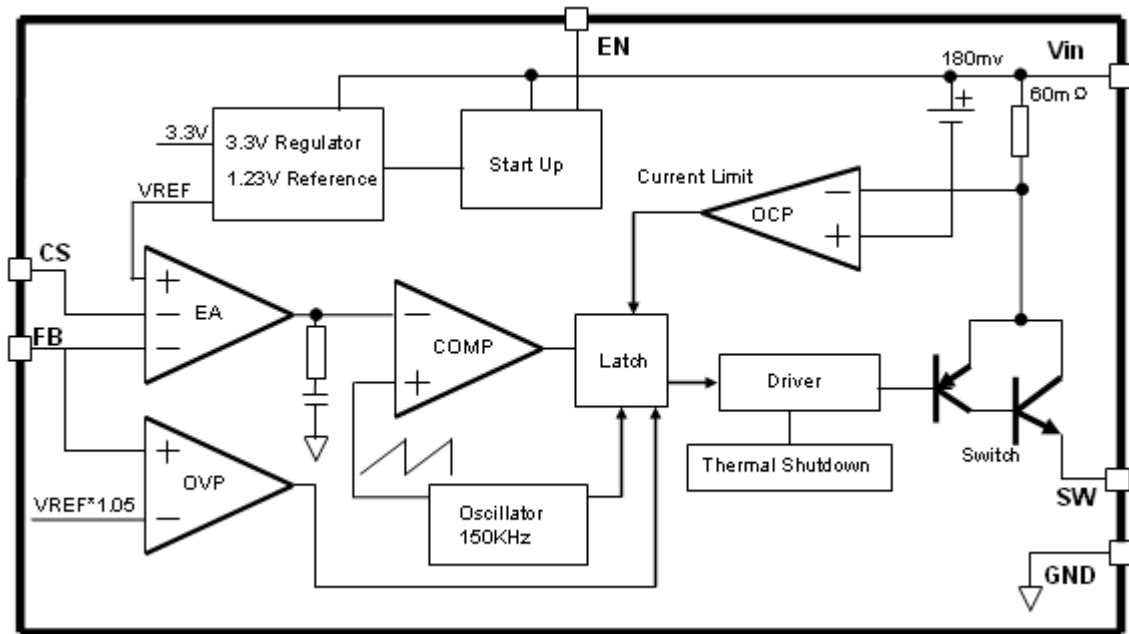 EN
Vin
180mv
60mΩ
3.3V
3.3V Regulator
1.23V Reference
Start Up
VREF
Current Limit
OCP
−
+
+
CS
+
−
−
EA
FB
−
+
COMP
Latch
Driver
Thermal Shutdown
Switch
+
−
OVP
VREF*1.05
Oscillator
150KHz
SW
GND